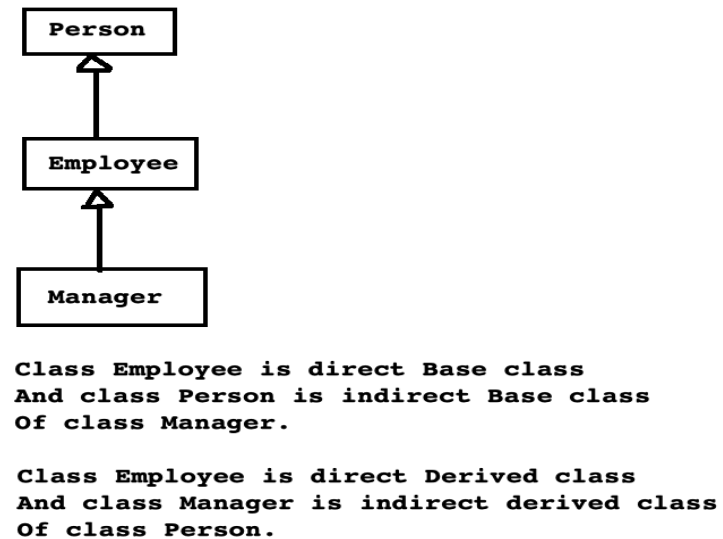 Person
Employee
Manager
Class Employee is direct Base class
And class Person is indirect Base class
Of class Manager.
Class Employee is direct Derived class
And class Manager is indirect derived class
Of class Person.